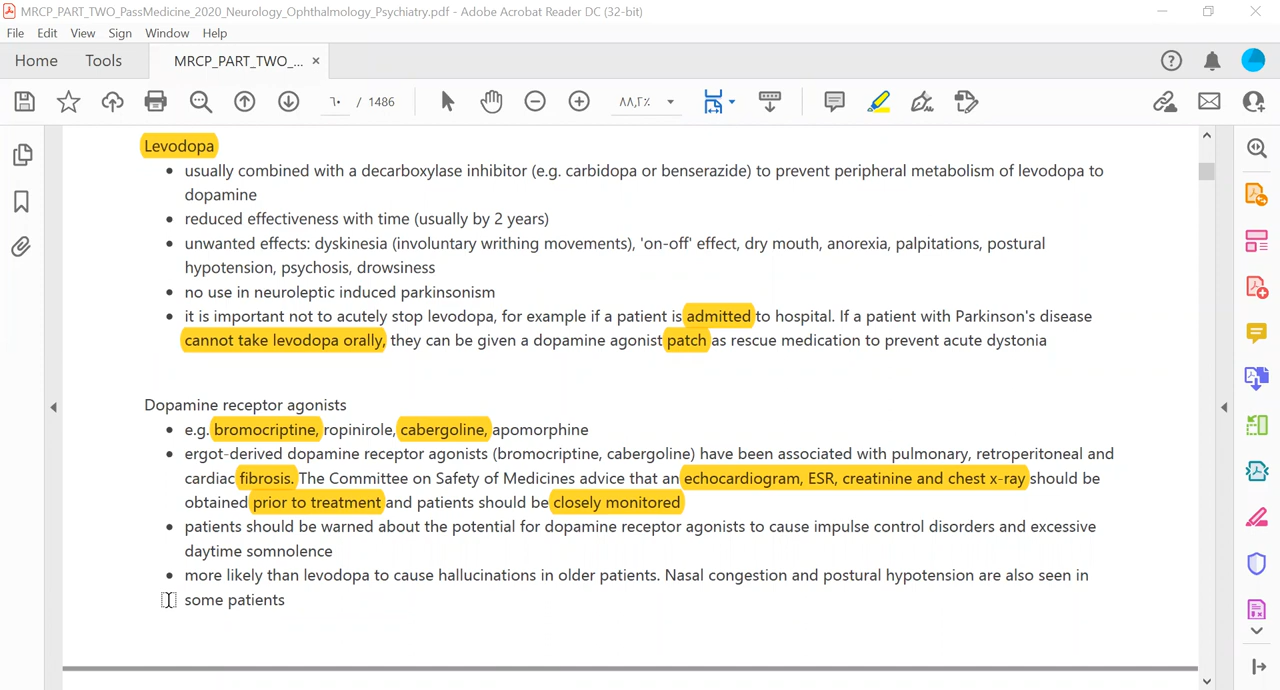 MRCP_PART_TWO_PassMedicine_2020_Neurology_Ophthalmology_Psychiatry.pdf - Adobe Acrobat Reader DC (32-bit)
File Edit View Sign Window Help
Home Tools MRCP_PART_TWO_... ×
٦٠ / 1486 ٨٨,٢٪
Levodopa
• usually combined with a decarboxylase inhibitor (e.g. carbidopa or benserazide) to prevent peripheral metabolism of levodopa to
dopamine
• reduced effectiveness with time (usually by 2 years)
• unwanted effects: dyskinesia (involuntary writhing movements), 'on-off' effect, dry mouth, anorexia, palpitations, postural
hypotension, psychosis, drowsiness
• no use in neuroleptic induced parkinsonism
• it is important not to acutely stop levodopa, for example if a patient is admitted to hospital. If a patient with Parkinson's disease
cannot take levodopa orally, they can be given a dopamine agonist patch as rescue medication to prevent acute dystonia
Dopamine receptor agonists
• e.g. bromocriptine, ropinirole, cabergoline, apomorphine
• ergot-derived dopamine receptor agonists (bromocriptine, cabergoline) have been associated with pulmonary, retroperitoneal and
cardiac fibrosis. The Committee on Safety of Medicines advice that an echocardiogram, ESR, creatinine and chest x-ray should be
obtained prior to treatment and patients should be closely monitored
• patients should be warned about the potential for dopamine receptor agonists to cause impulse control disorders and excessive
daytime somnolence
• more likely than levodopa to cause hallucinations in older patients. Nasal congestion and postural hypotension are also seen in
some patients